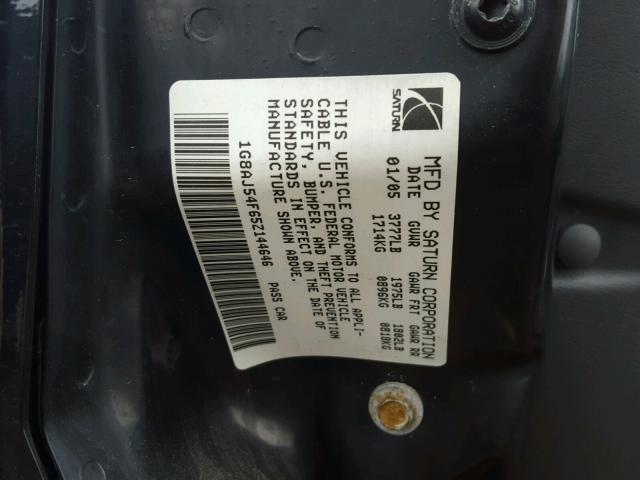 SATURN
MFD BY SATURN CORPORATION
DATE GVWR GAWR FRT GAWR RR
01/05 3777LB 1975LB 1802LB
1714KG 0896KG 0818KG
THIS VEHICLE CONFORMS TO ALL APPLI-
CABLE U.S. FEDERAL MOTOR VEHICLE
SAFETY, BUMPER, AND THEFT PREVENTION
STANDARDS IN EFFECT ON THE DATE OF
MANUFACTURE SHOWN ABOVE.
1G8AJ54F65Z144646 PASS CAR